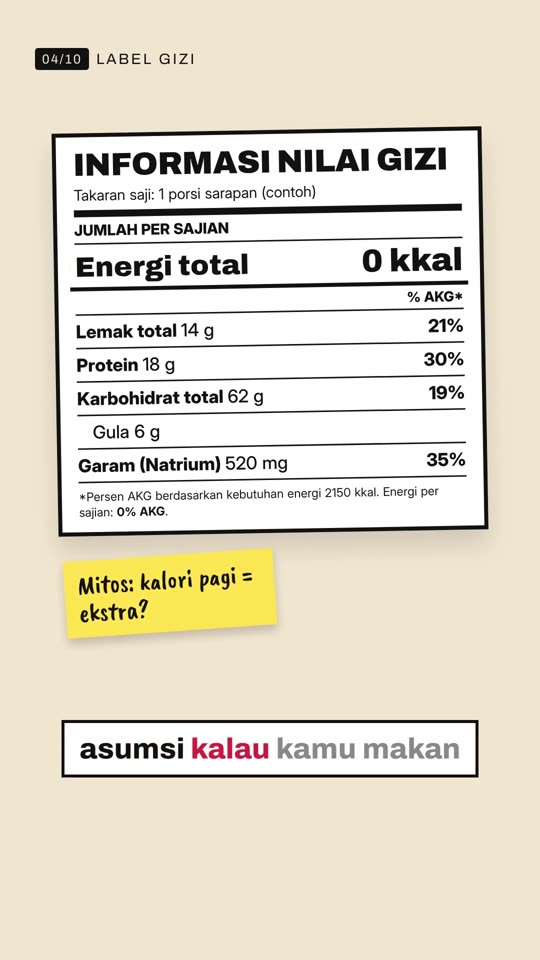 04/10 LABEL GIZI
INFORMASI NILAI GIZI
Takaran saji: 1 porsi sarapan (contoh)
JUMLAH PER SAJIAN
Energi total 0 kkal
% AKG*
Lemak total 14 g 21%
Protein 18 g 30%
Karbohidrat total 62 g 19%
Gula 6 g
Garam (Natrium) 520 mg 35%
*Persen AKG berdasarkan kebutuhan energi 2150 kkal. Energi per
sajian: 0% AKG.
Mitos: kalori pagi =
ekstra?
asumsi kalau kamu makan